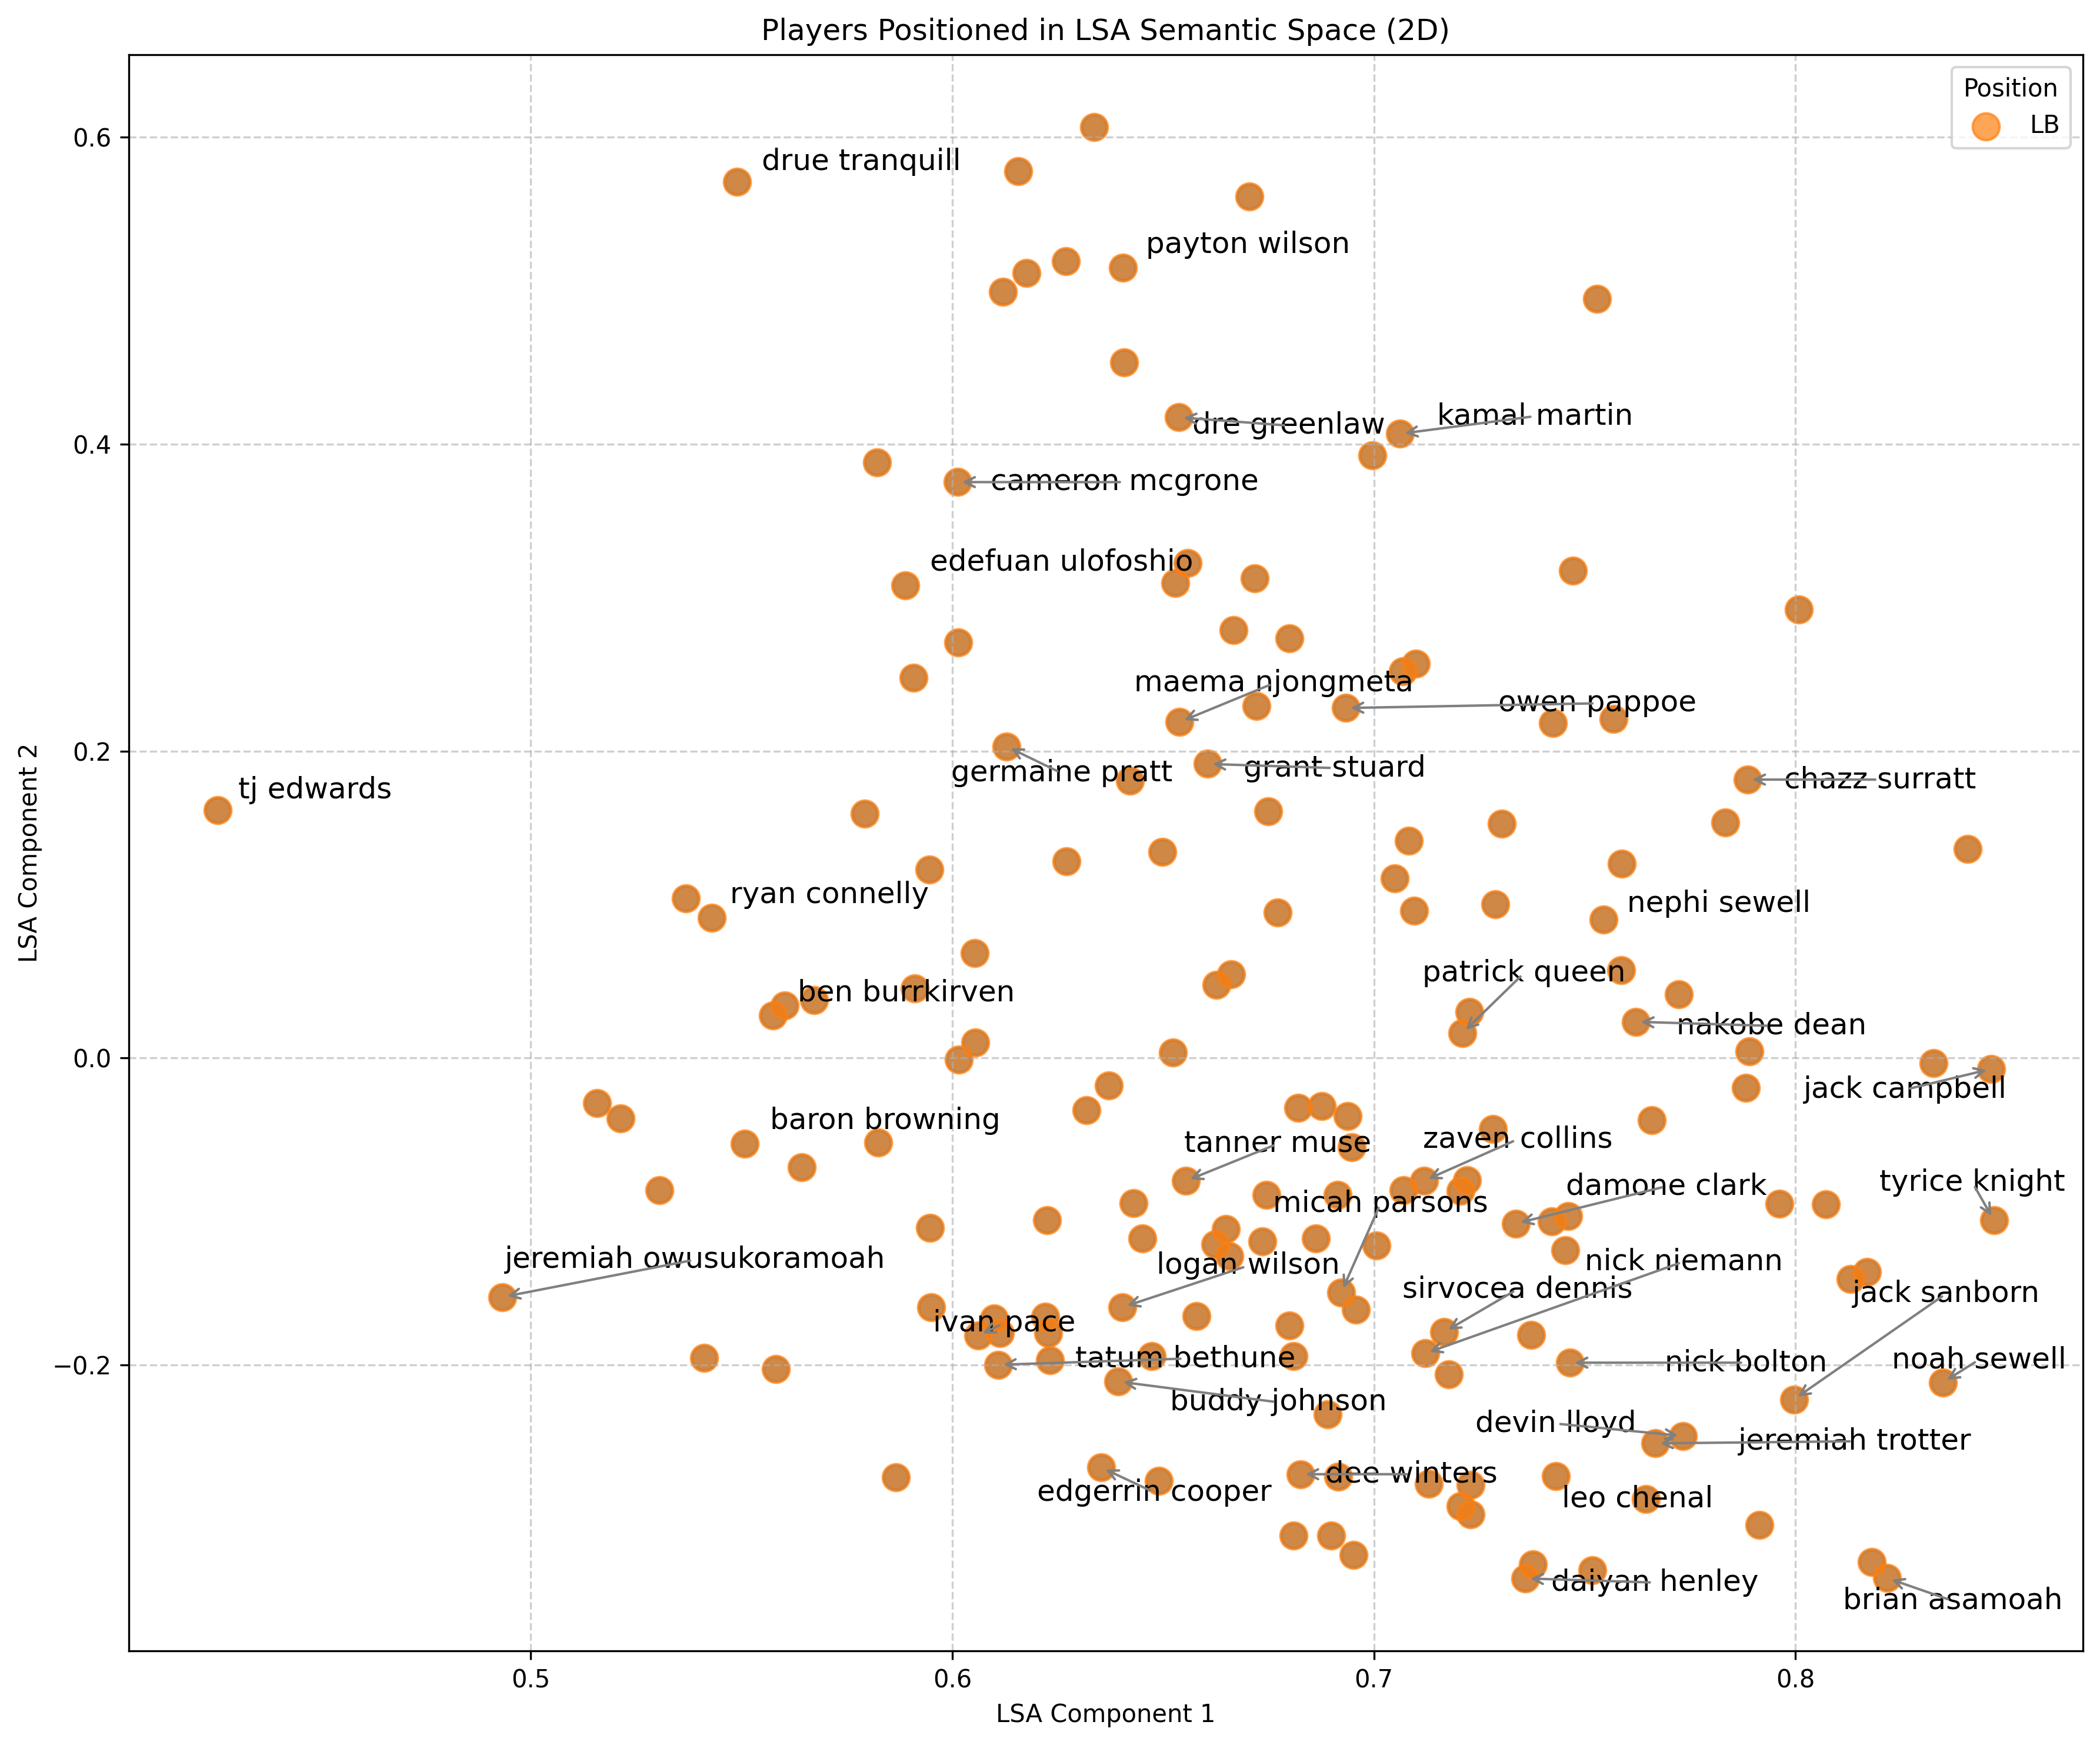 Players Positioned in LSA Semantic Space (2D)
Position
LB
0.6
drue tranquill
payton wilson
0.4
dre greenlaw
kamal martin
cameron mcgrone
edefuan ulofoshio
maema njongmeta
owen pappoe
0.2
germaine pratt
grant stuard
chazz surratt
tj edwards
ryan connelly
nephi sewell
LSA Component 2
patrick queen
ben burrkirven
nakobe dean
0.0
jack campbell
baron browning
tanner muse
zaven collins
damone clark
tyrice knight
micah parsons
jeremiah owusukoramoah
logan wilson
nick niemann
sirvocea dennis
jack sanborn
ivan pace
−0.2
tatum bethune
nick bolton
noah sewell
buddy johnson
devin lloyd
jeremiah trotter
dee winters
edgerrin cooper
leo chenal
daiyan henley
brian asamoah
0.5
0.6
0.7
0.8
LSA Component 1